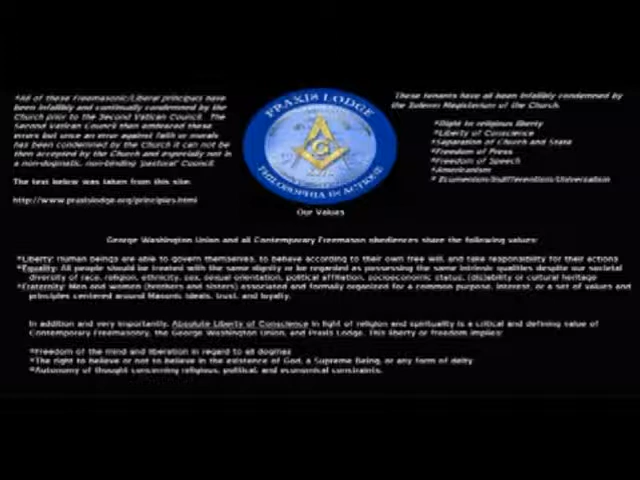 *All of these Freemasonic/Liberal principles have
been infallibly and continually condemned by the
Church prior to the Second Vatican Council. The
Second Vatican Council then embraced these
errors but once an error against faith or morals
has been condemned by the Church it can not be
then accepted by the Church and especially not in
a non-dogmatic, non-binding 'pastoral' Council.
The text below was taken from this site:
http://www.praxislodge.org/principles.html
PRAXIS LODGE
G
PHILOSOPHIA IN ACTIONE
Our Values
These tenants have all been infallibly condemned by
the Solemn Magisterium of the Church.
*Right to religious liberty
*Liberty of Conscience
*Separation of Church and State
*Freedom of Press
*Freedom of Speech
*Americanism
* Ecumenism/Indifferentism/Universalism
George Washington Union and all Contemporary Freemason obediences share the following values:
*Liberty: Human beings are able to govern themselves, to behave according to their own free will, and take responsibility for their actions
*Equality: All people should be treated with the same dignity or be regarded as possessing the same intrinsic qualities despite our societal
diversity of race, religion, ethnicity, sex, sexual orientation, political affiliation, socioeconomic status, (dis)ability or cultural heritage
*Fraternity: Men and women (brothers and sisters) associated and formally organized for a common purpose, interest, or a set of values and
principles centered around Masonic ideals, trust, and loyalty.
In addition and very importantly, Absolute Liberty of Conscience in light of religion and spirituality is a critical and defining value of
Contemporary Freemasonry, the George Washington Union, and Praxis Lodge. This liberty or freedom implies:
*Freedom of the mind and liberation in regard to all dogmas
*The right to believe or not to believe in the existence of God, a Supreme Being, or any form of deity
*Autonomy of thought concerning religious, political, and economical constraints.